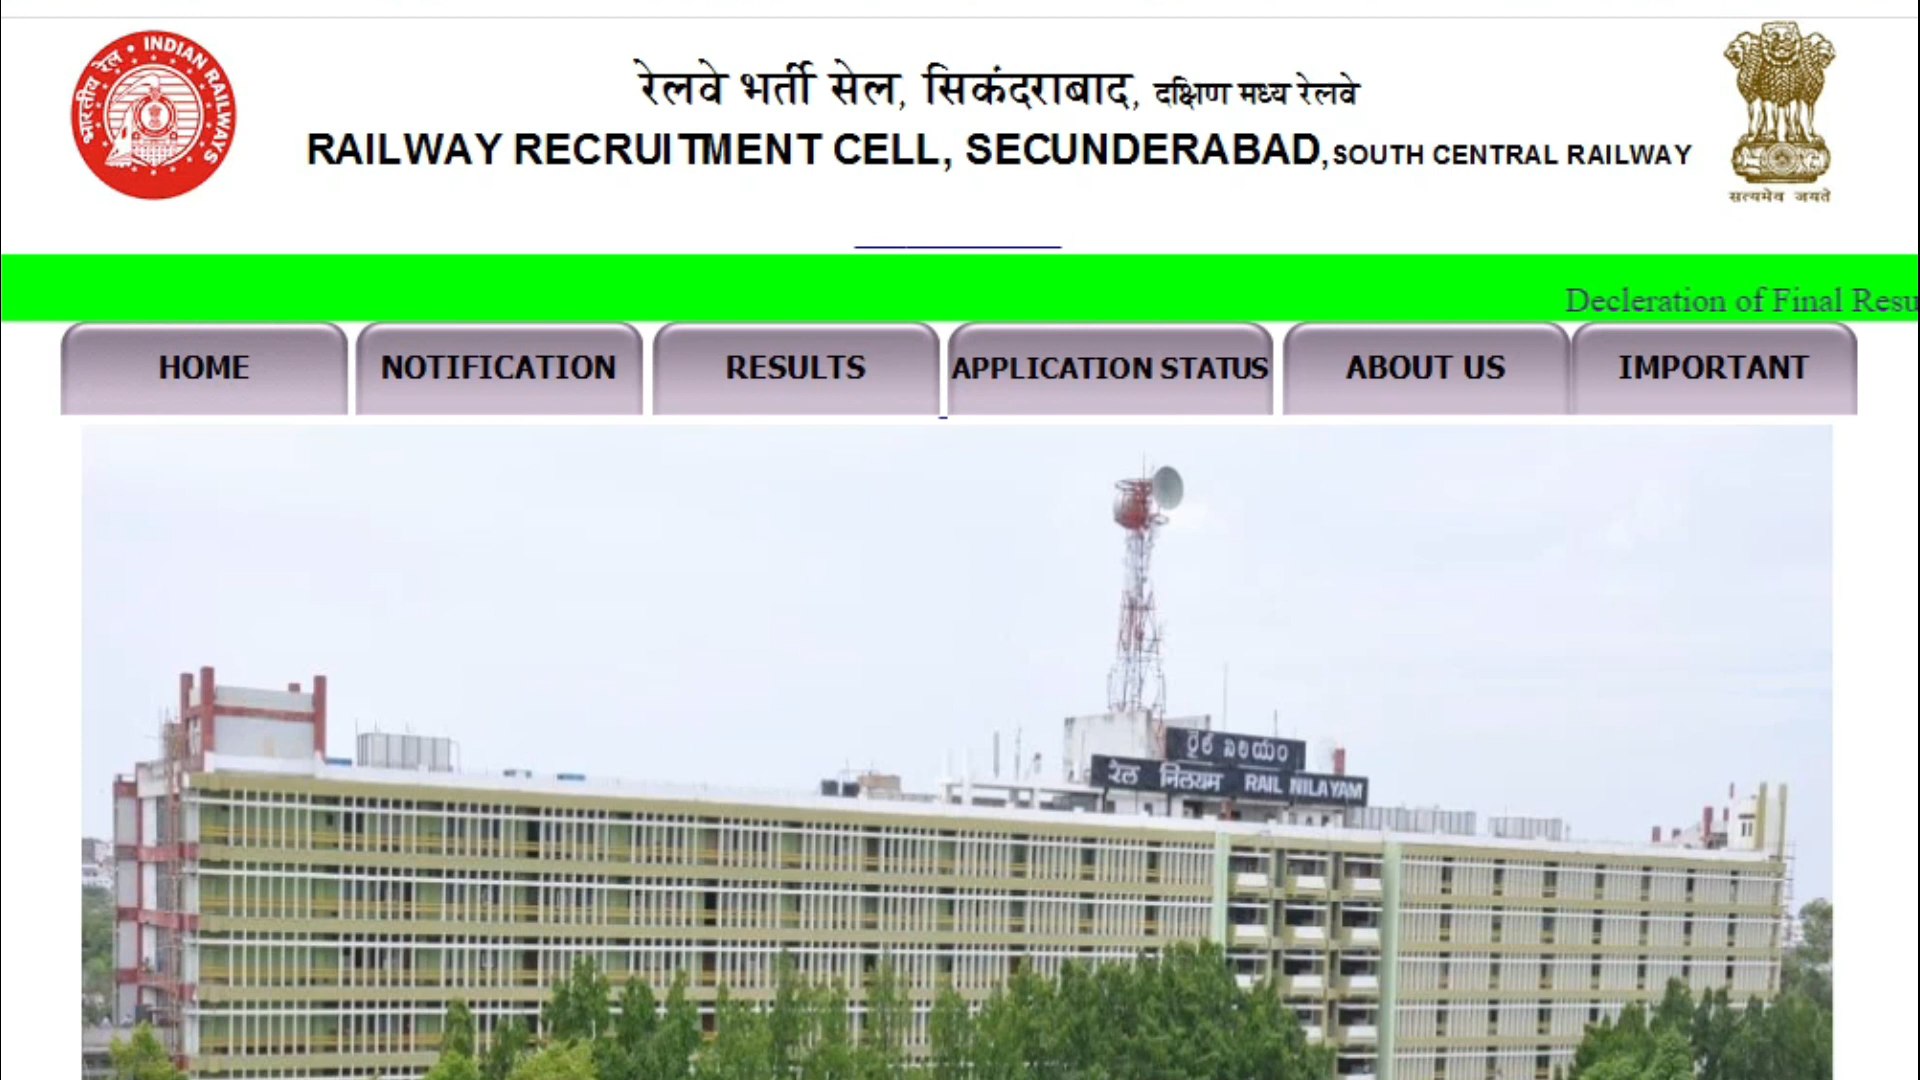 भारतीय रेल • INDIAN RAILWAYS
रेलवे भर्ती सेल, सिकंदराबाद, दक्षिण मध्य रेलवे
RAILWAY RECRUITMENT CELL, SECUNDERABAD, SOUTH CENTRAL RAILWAY
सत्यमेव जयते
Decleration of Final Resu
HOME NOTIFICATION RESULTS APPLICATION STATUS ABOUT US IMPORTANT
రైల్ నిలయం
रेल निलयम RAIL NILAYAM